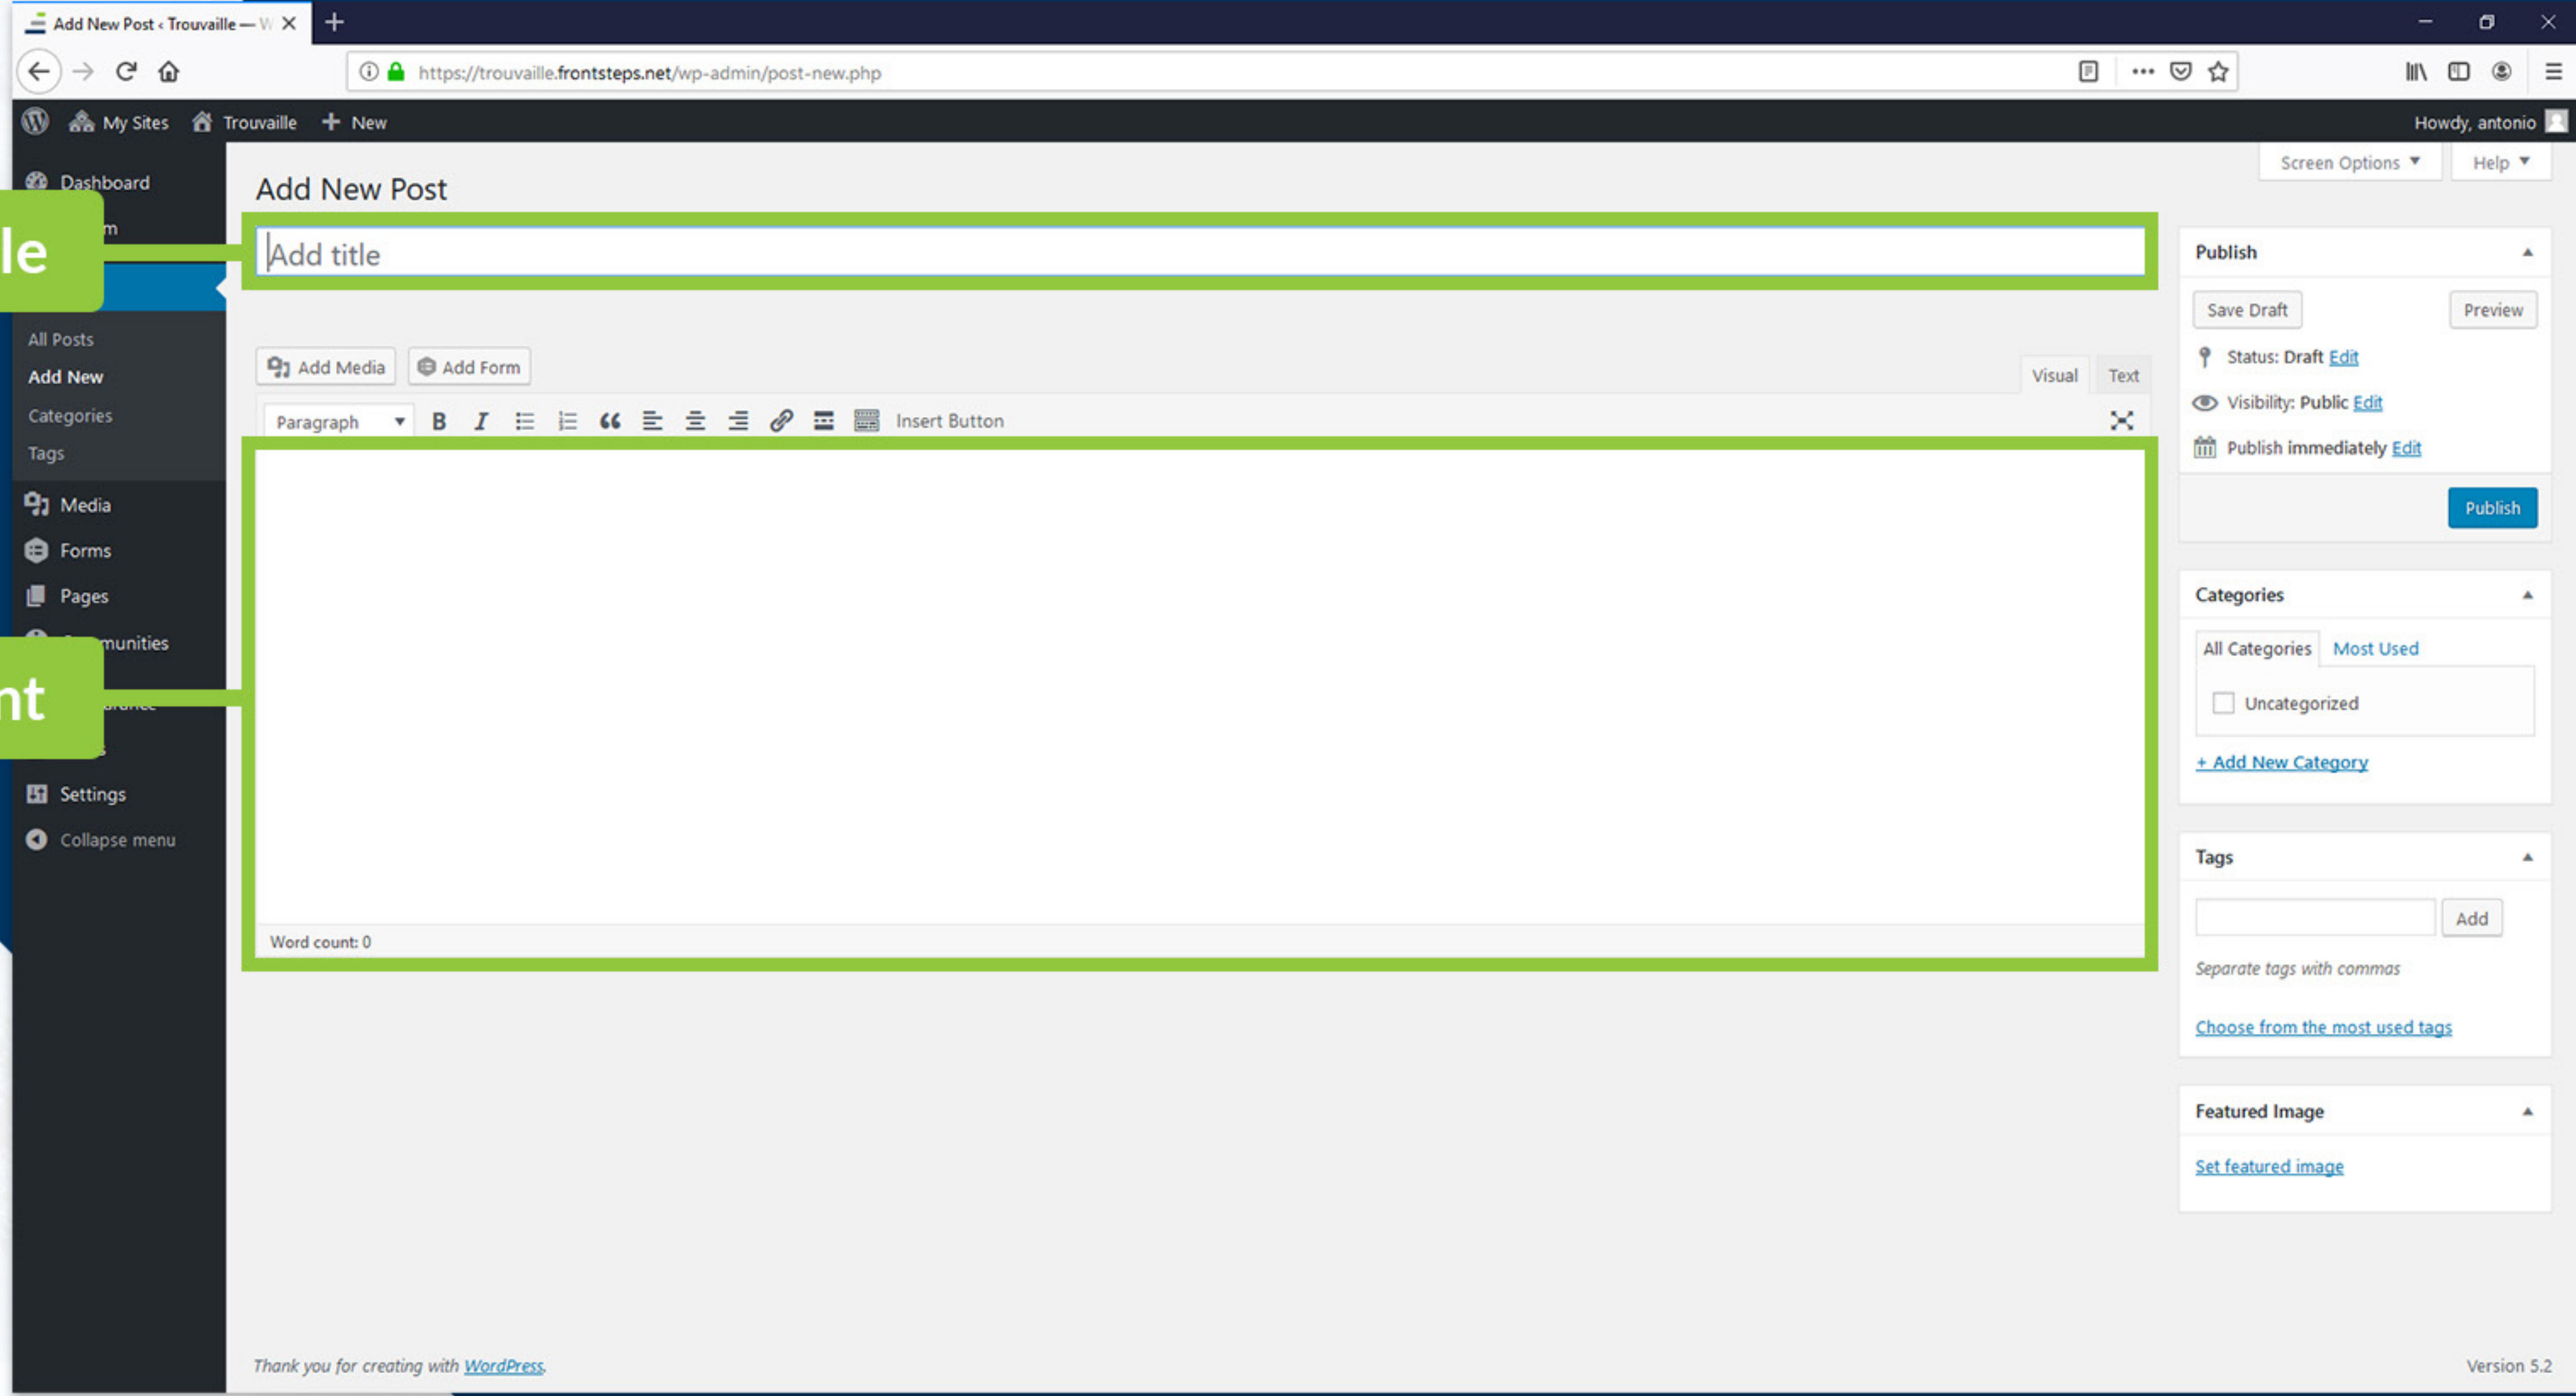 Add New Post ‹ Trouvaille —
https://trouvaille.frontsteps.net/wp-admin/post-new.php
My Sites Trouvaille + New Howdy, antonio
Screen Options Help
Dashboard
Add New Post
le
Add title
All Posts
Add New
Categories
Tags
Media
Forms
Pages
munities
nt
Settings
Collapse menu
Add Media Add Form
Visual Text
Paragraph B I Insert Button
Word count: 0
Publish
Save Draft Preview
Status: Draft Edit
Visibility: Public Edit
Publish immediately Edit
Publish
Categories
All Categories Most Used
Uncategorized
+ Add New Category
Tags
Add
Separate tags with commas
Choose from the most used tags
Featured Image
Set featured image
Thank you for creating with WordPress.
Version 5.2